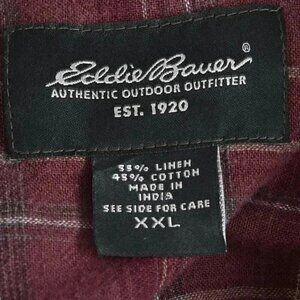 Eddie Bauer®
AUTHENTIC OUTDOOR OUTFITTER
EST. 1920
55% LINEN
45% COTTON
MADE IN
INDIA
SEE SIDE FOR CARE
XXL